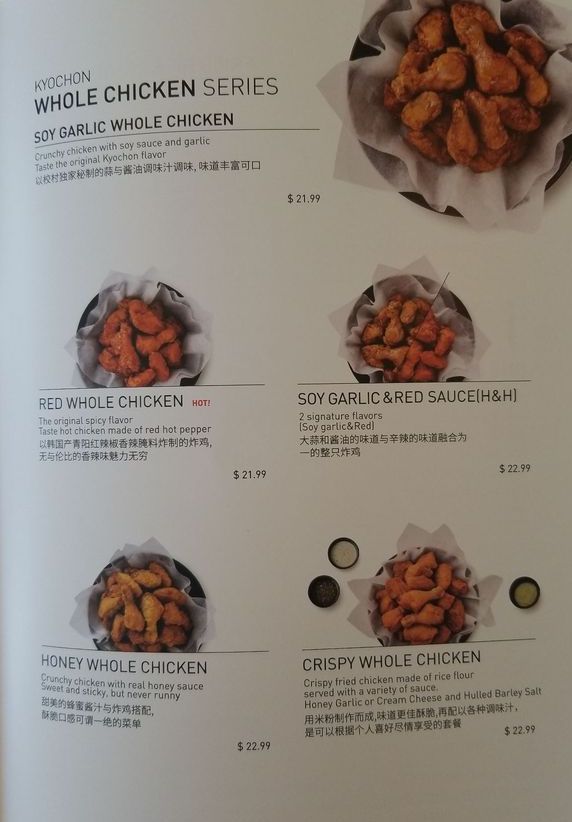 KYOCHON
WHOLE CHICKEN SERIES
SOY GARLIC WHOLE CHICKEN
Crunchy chicken with soy sauce and garlic
Taste the original Kyochon flavor
以校村独家秘制的蒜与酱油调味汁调味, 味道丰富可口
$ 21.99
RED WHOLE CHICKEN HOT!
The original spicy flavor
Taste hot chicken made of red hot pepper
以韩国产青阳红辣椒香辣腌料炸制的炸鸡,
无与伦比的香辣味魅力无穷
$ 21.99
SOY GARLIC & RED SAUCE(H&H)
2 signature flavors
(Soy garlic&Red)
大蒜和酱油的味道与辛辣的味道融合为
一的整只炸鸡
$ 22.99
HONEY WHOLE CHICKEN
Crunchy chicken with real honey sauce
Sweet and sticky, but never runny
甜美的蜂蜜酱汁与炸鸡搭配,
酥脆口感可谓一绝的菜单
$ 22.99
CRISPY WHOLE CHICKEN
Crispy fried chicken made of rice flour
served with a variety of sauce.
Honey Garlic or Cream Cheese and Hulled Barley Salt
用米粉制作而成,味道更佳酥脆,再配以各种调味汁,
是可以根据个人喜好尽情享受的套餐
$ 22.99